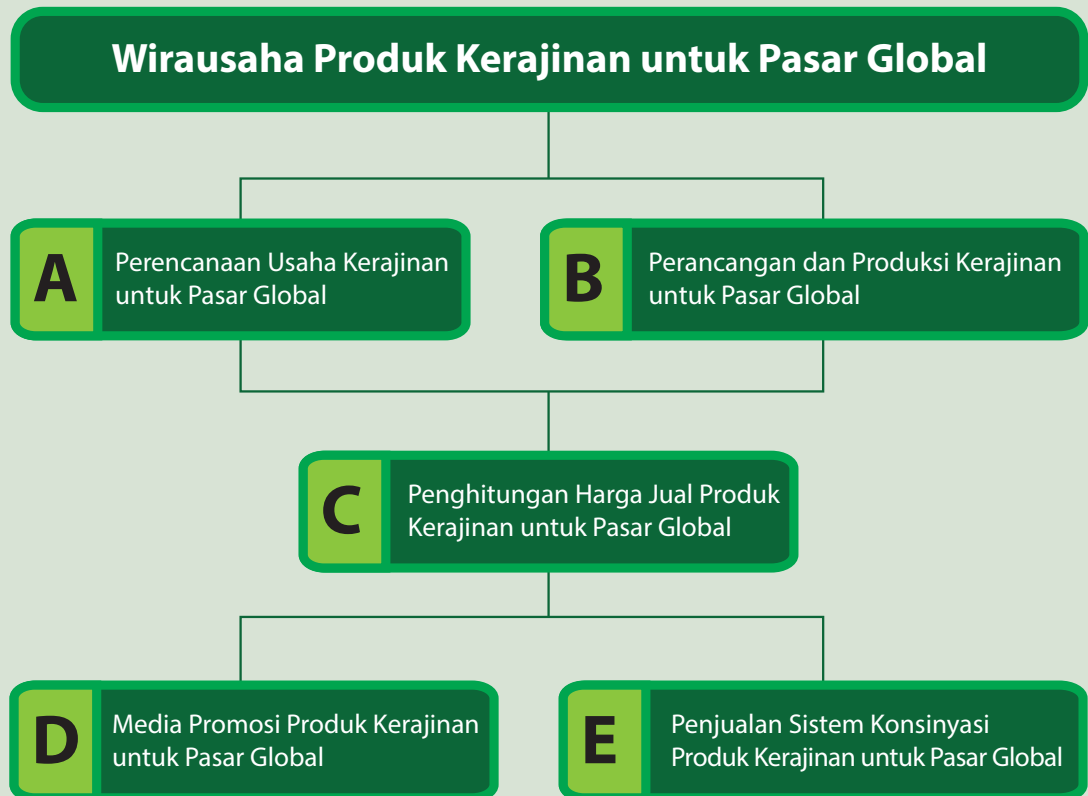 Wirausaha Produk Kerajinan untuk Pasar Global
A
Perencanaan Usaha Kerajinan
untuk Pasar Global
B
Perancangan dan Produksi Kerajinan
untuk Pasar Global
C
Penghitungan Harga Jual Produk
Kerajinan untuk Pasar Global
D
Media Promosi Produk Kerajinan
untuk Pasar Global
E
Penjualan Sistem Konsinyasi
Produk Kerajinan untuk Pasar Global